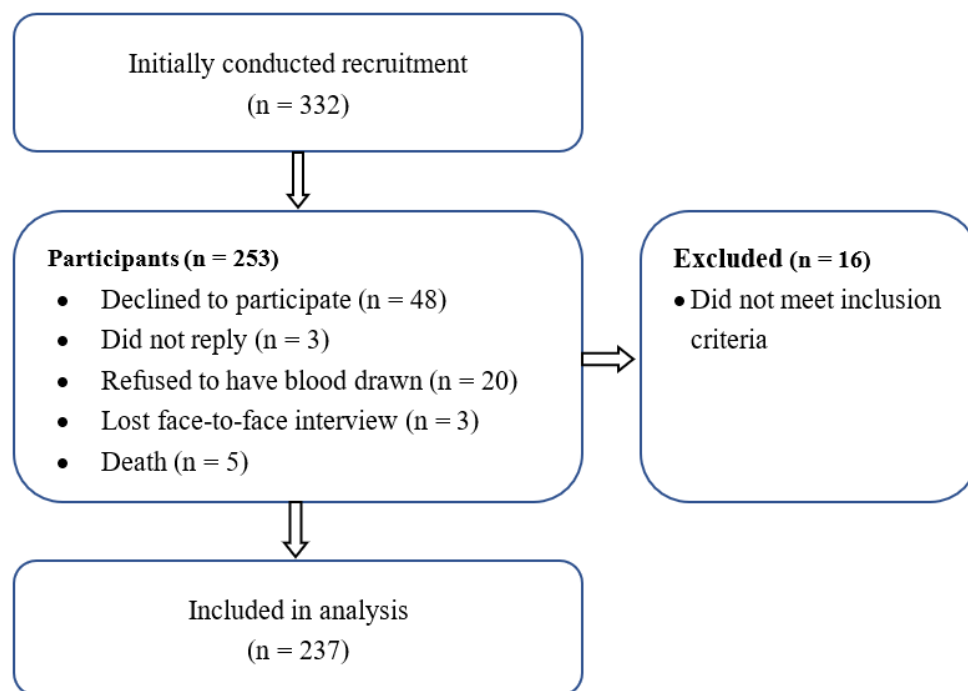 Initially conducted recruitment
(n = 332)
Participants (n = 253)
• Declined to participate (n = 48)
• Did not reply (n = 3)
• Refused to have blood drawn (n = 20)
• Lost face-to-face interview (n = 3)
• Death (n = 5)
Excluded (n = 16)
• Did not meet inclusion
criteria
Included in analysis
(n = 237)